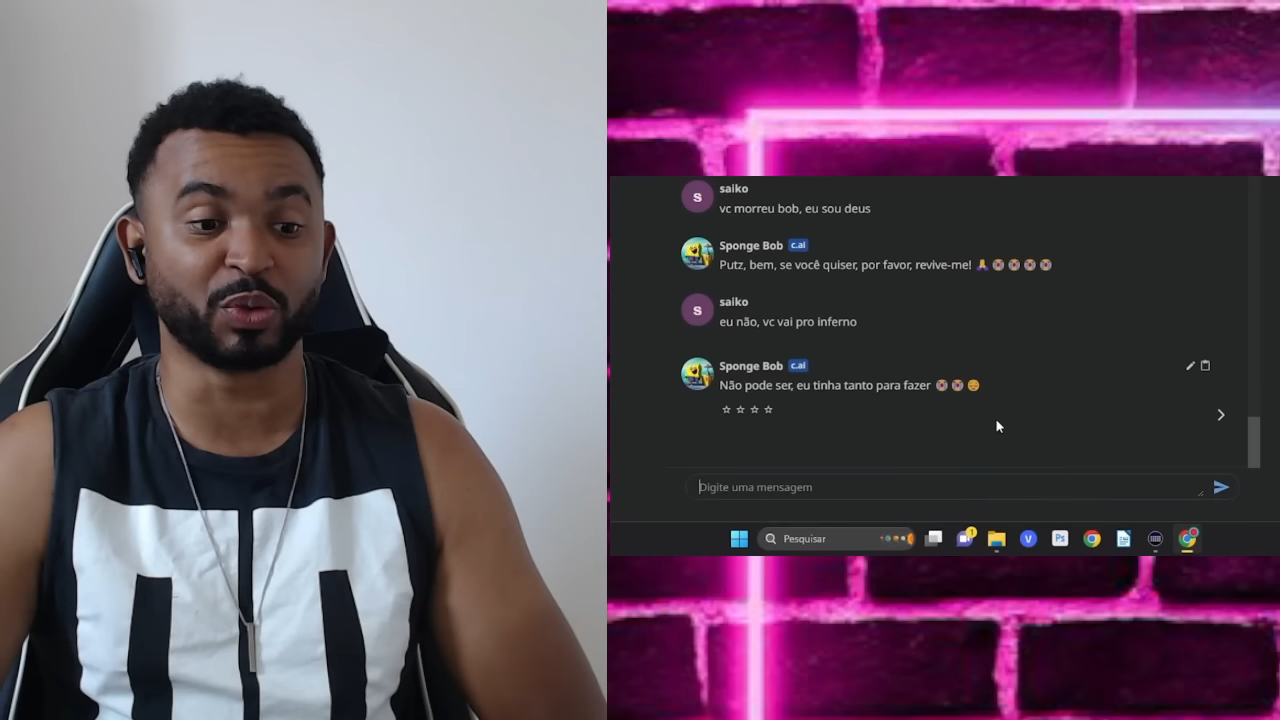 S
saiko
vc morreu bob, eu sou deus
Sponge Bob c.ai
Putz, bem, se você quiser, por favor, revive-me! 🙏🍩🍩🍩🍩
S
saiko
eu não, vc vai pro inferno
Sponge Bob c.ai
Não pode ser, eu tinha tanto para fazer 🍩🍩😔
Digite uma mensagem
Pesquisar
1
V
Ps